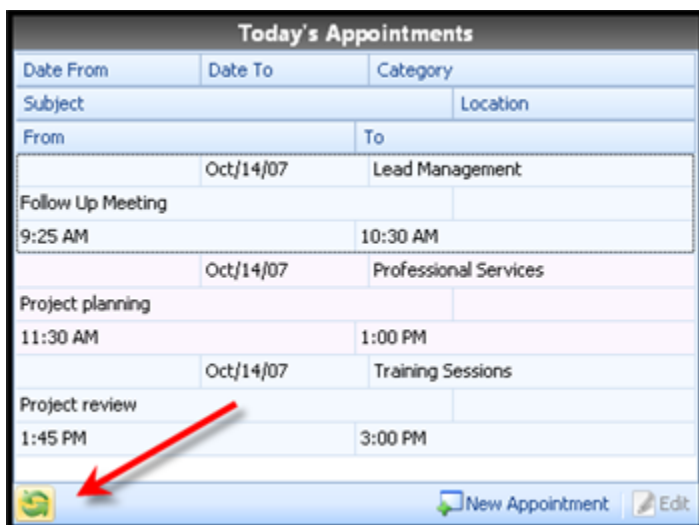 Today's Appointments
Date From Date To Category
Subject Location
From To
Oct/14/07 Lead Management
Follow Up Meeting
9:25 AM 10:30 AM
Oct/14/07 Professional Services
Project planning
11:30 AM 1:00 PM
Oct/14/07 Training Sessions
Project review
1:45 PM 3:00 PM
New Appointment Edit